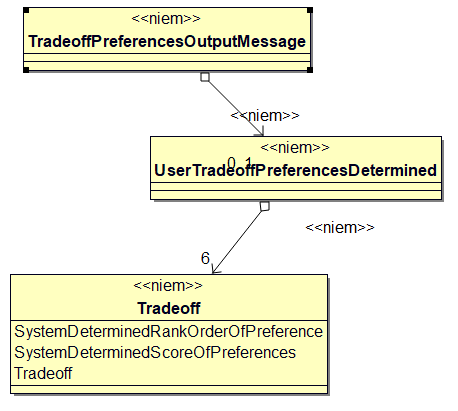 <<niem>>
TradeoffPreferencesOutputMessage
<<niem>>
<<niem>>
0..1
UserTradeoffPreferencesDetermined
<<niem>>
6
<<niem>>
Tradeoff
SystemDeterminedRankOrderOfPreference
SystemDeterminedScoreOfPreferences
Tradeoff